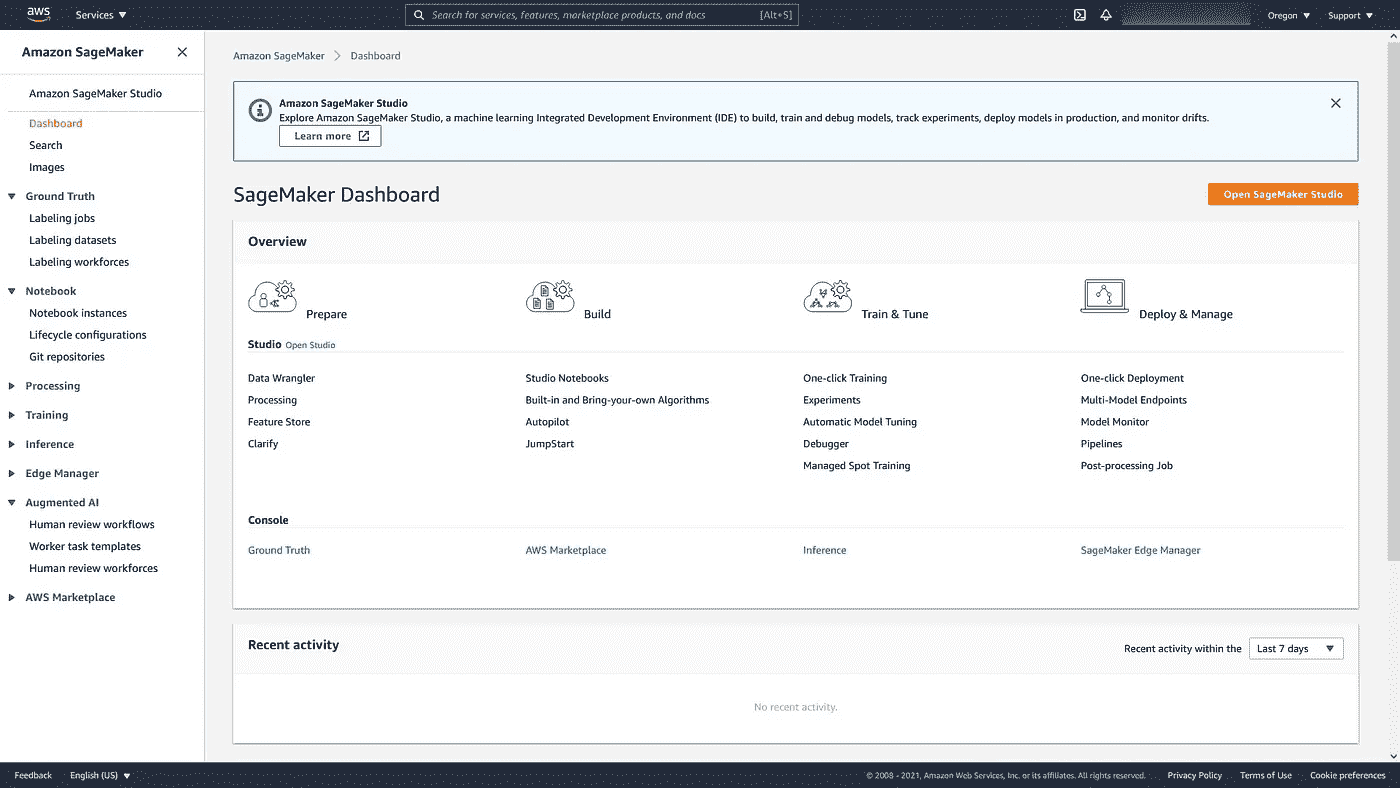 aws
Services
Search for services, features, marketplace products, and docs [Alt+S]
Oregon
Support
Amazon SageMaker
Amazon SageMaker Studio
Dashboard
Search
Images
Ground Truth
Labeling jobs
Labeling datasets
Labeling workforces
Notebook
Notebook instances
Lifecycle configurations
Git repositories
Processing
Training
Inference
Edge Manager
Augmented AI
Human review workflows
Worker task templates
Human review workforces
AWS Marketplace
Amazon SageMaker > Dashboard
Amazon SageMaker Studio
Explore Amazon SageMaker Studio, a machine learning Integrated Development Environment (IDE) to build, train and debug models, track experiments, deploy models in production, and monitor drifts.
Learn more
SageMaker Dashboard
Open SageMaker Studio
Overview
Prepare
Build
Train & Tune
Deploy & Manage
Studio Open Studio
Data Wrangler
Processing
Feature Store
Clarify
Studio Notebooks
Built-in and Bring-your-own Algorithms
Autopilot
JumpStart
One-click Training
Experiments
Automatic Model Tuning
Debugger
Managed Spot Training
One-click Deployment
Multi-Model Endpoints
Model Monitor
Pipelines
Post-processing Job
Console
Ground Truth
AWS Marketplace
Inference
SageMaker Edge Manager
Recent activity
Recent activity within the Last 7 days
No recent activity.
Feedback
English (US)
© 2008 - 2021, Amazon Web Services, Inc. or its affiliates. All rights reserved.
Privacy Policy
Terms of Use
Cookie preferences